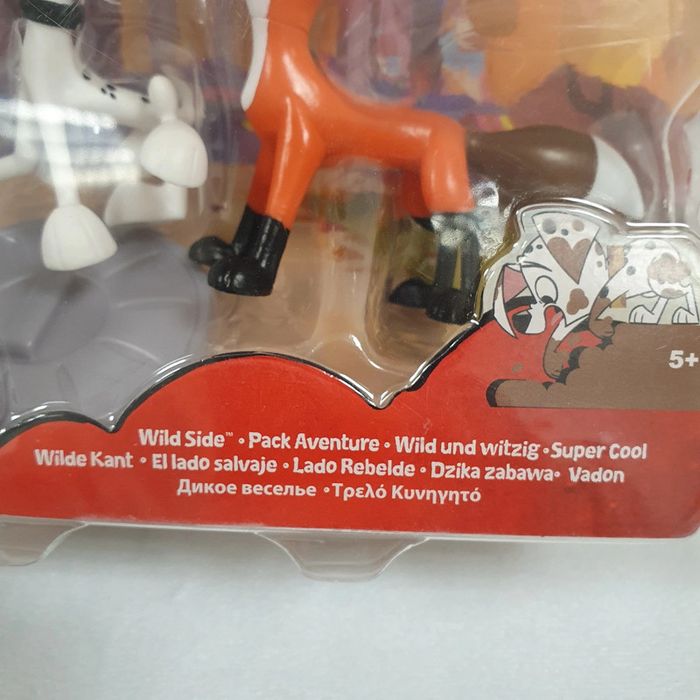 5+
Wild Side™ • Pack Aventure • Wild und witzig • Super Cool
Wilde Kant • El lado salvaje • Lado Rebelde • Dzika zabawa • Vadon
Дикое веселье • Τρελό Κυνηγητό